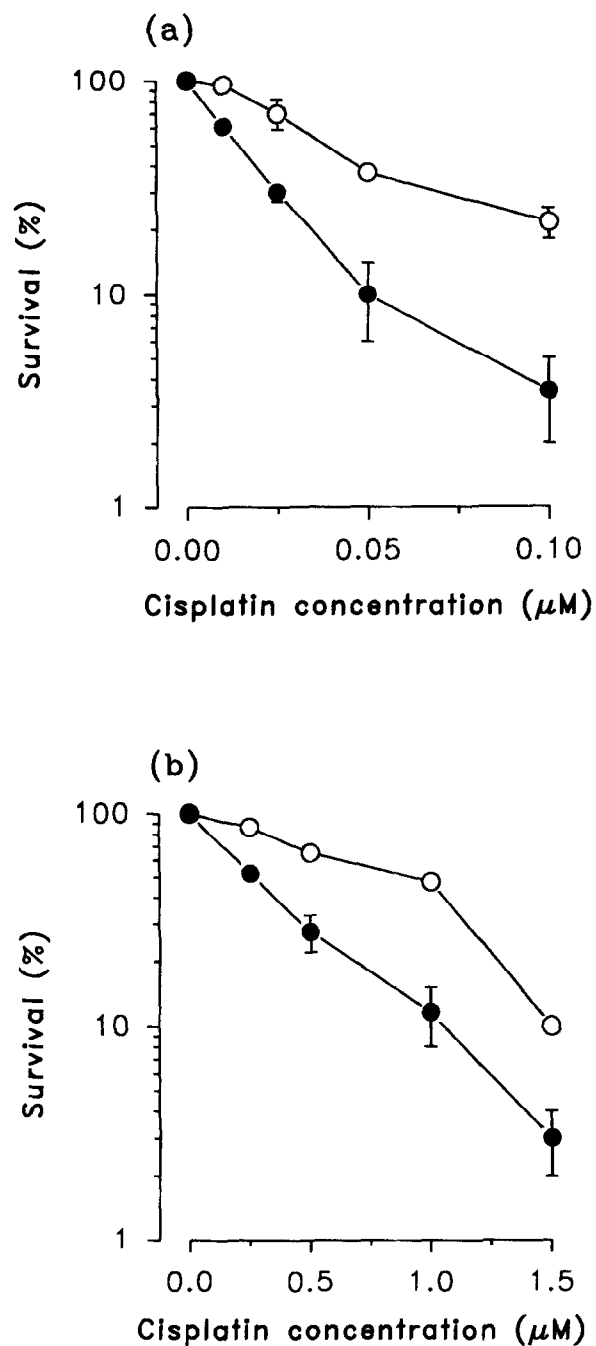 (a)
100
10
1
Survival (%)
0.00 0.05 0.10
Cisplatin concentration (μM)
(b)
100
10
1
Survival (%)
0.0 0.5 1.0 1.5
Cisplatin concentration (μM)